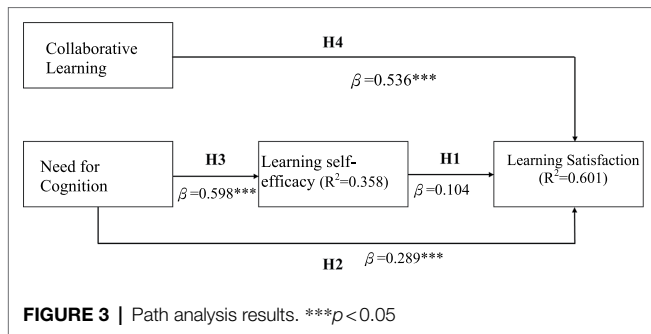 H4
Collaborative
Learning
β=0.536***
H3
H1
Need for
Cognition
Learning self-
efficacy (R²=0.358)
Learning Satisfaction
(R²=0.601)
β=0.598***
β=0.104
H2
β=0.289***
FIGURE 3 | Path analysis results. ***p<0.05